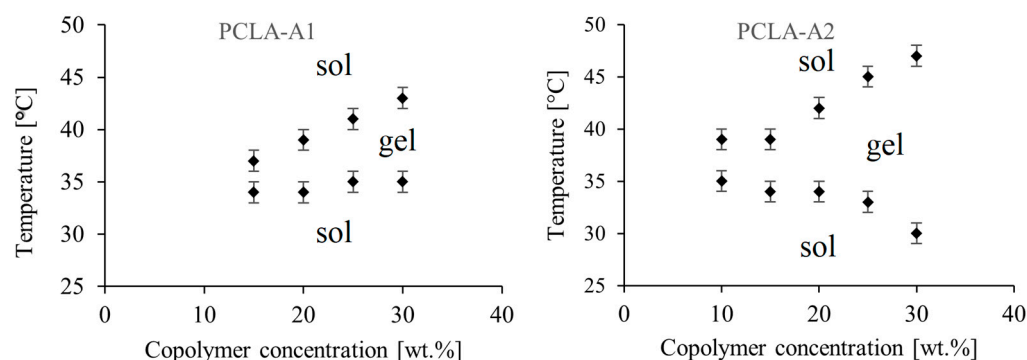 PCLA-A1
50
45
40
35
30
25
0
10
20
30
40
sol
gel
sol
Temperature [°C]
Copolymer concentration [wt.%]
PCLA-A2
50
45
40
35
30
25
0
10
20
30
40
sol
gel
sol
Temperature [°C]
Copolymer concentration [wt.%]